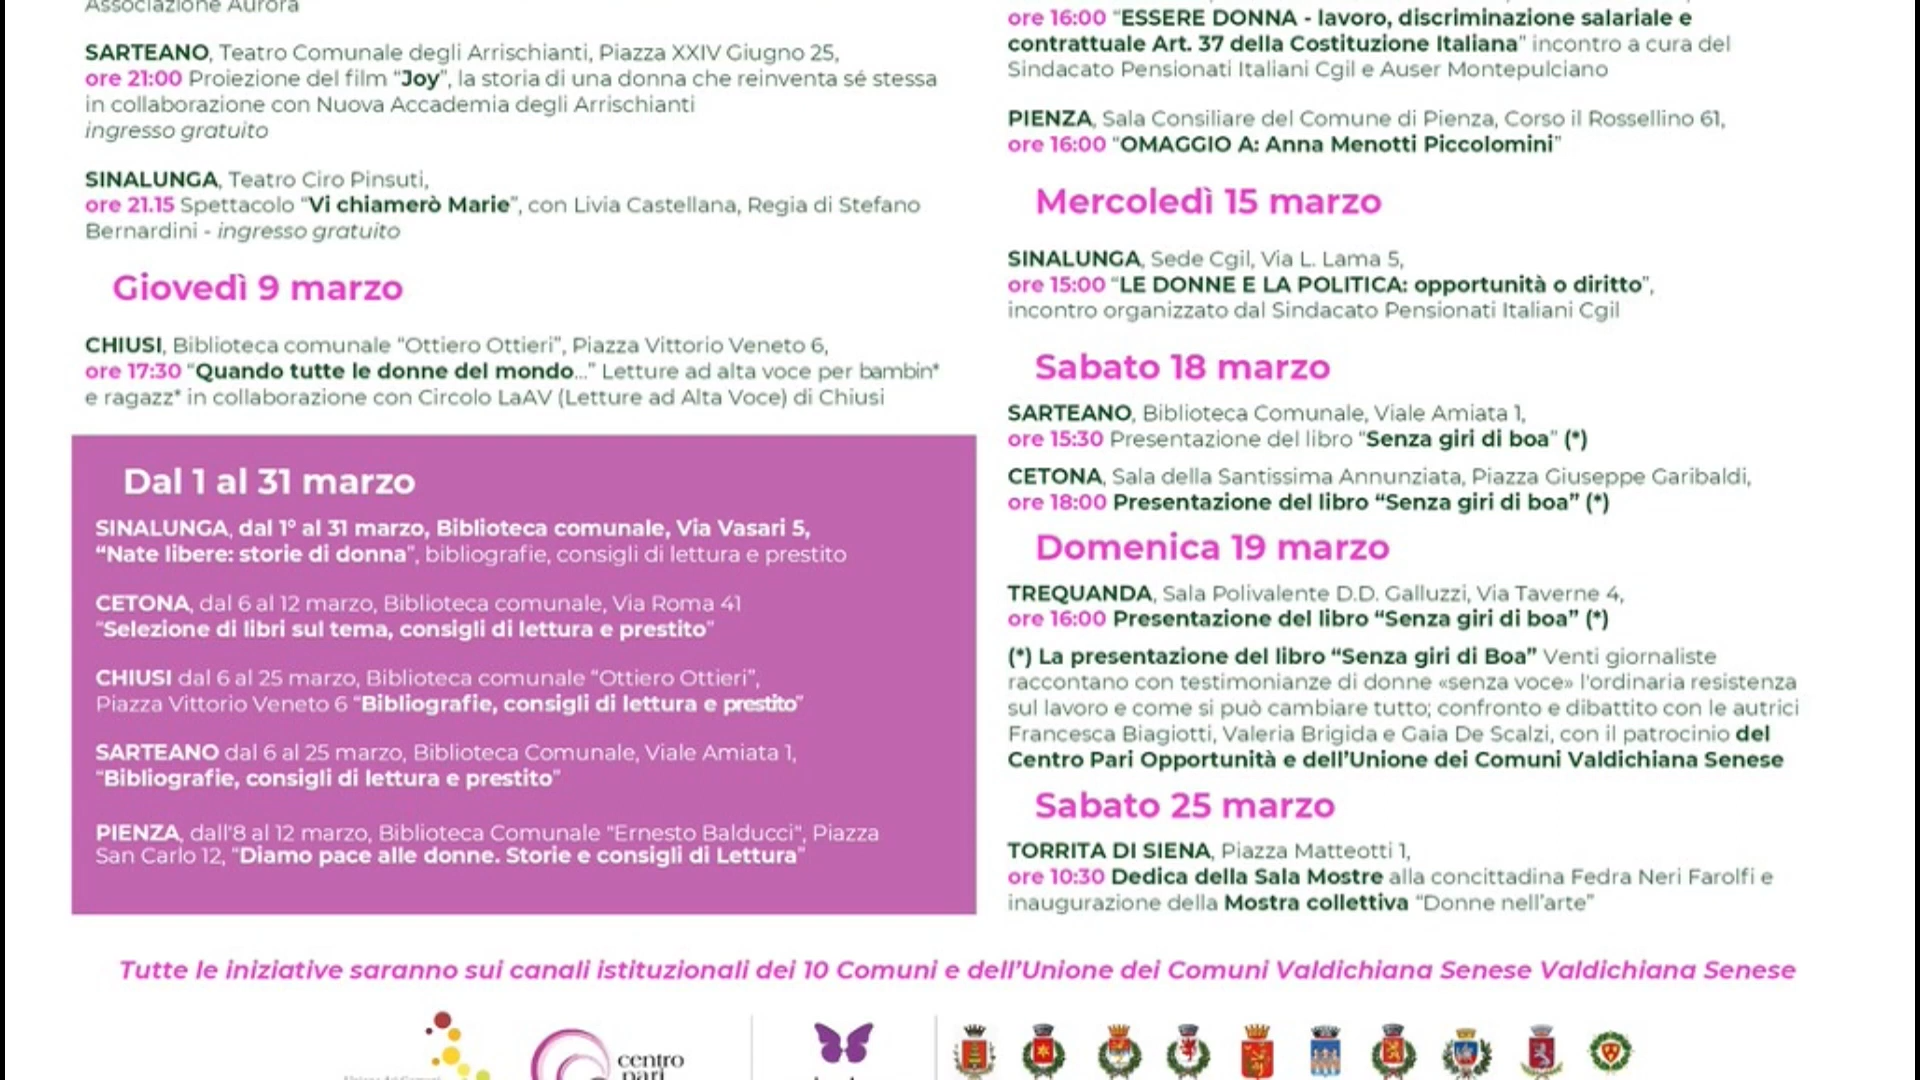 Associazione Aurora
SARTEANO, Teatro Comunale degli Arrischianti, Piazza XXIV Giugno 25,
ore 21:00 Proiezione del film “Joy”, la storia di una donna che reinventa sé stessa
in collaborazione con Nuova Accademia degli Arrischianti
ingresso gratuito
SINALUNGA, Teatro Ciro Pinsuti,
ore 21.15 Spettacolo “Vi chiamerò Marie”, con Livia Castellana, Regia di Stefano
Bernardini - ingresso gratuito
Giovedì 9 marzo
CHIUSI, Biblioteca comunale “Ottiero Ottieri”, Piazza Vittorio Veneto 6,
ore 17:30 “Quando tutte le donne del mondo...” Letture ad alta voce per bambin*
e ragazz* in collaborazione con Circolo LaAV (Letture ad Alta Voce) di Chiusi
Dal 1 al 31 marzo
SINALUNGA, dal 1° al 31 marzo, Biblioteca comunale, Via Vasari 5,
“Nate libere: storie di donna”, bibliografie, consigli di lettura e prestito
CETONA, dal 6 al 12 marzo, Biblioteca comunale, Via Roma 41
“Selezione di libri sul tema, consigli di lettura e prestito”
CHIUSI dal 6 al 25 marzo, Biblioteca comunale “Ottiero Ottieri”,
Piazza Vittorio Veneto 6 “Bibliografie, consigli di lettura e prestito”
SARTEANO dal 6 al 25 marzo, Biblioteca Comunale, Viale Amiata 1,
“Bibliografie, consigli di lettura e prestito”
PIENZA, dall'8 al 12 marzo, Biblioteca Comunale "Ernesto Balducci", Piazza
San Carlo 12, “Diamo pace alle donne. Storie e consigli di Lettura”
ore 16:00 “ESSERE DONNA - lavoro, discriminazione salariale e
contrattuale Art. 37 della Costituzione Italiana” incontro a cura del
Sindacato Pensionati Italiani Cgil e Auser Montepulciano
PIENZA, Sala Consiliare del Comune di Pienza, Corso il Rossellino 61,
ore 16:00 “OMAGGIO A: Anna Menotti Piccolomini”
Mercoledì 15 marzo
SINALUNGA, Sede Cgil, Via L. Lama 5,
ore 15:00 “LE DONNE E LA POLITICA: opportunità o diritto”,
incontro organizzato dal Sindacato Pensionati Italiani Cgil
Sabato 18 marzo
SARTEANO, Biblioteca Comunale, Viale Amiata 1,
ore 15:30 Presentazione del libro “Senza giri di boa” (*)
CETONA, Sala della Santissima Annunziata, Piazza Giuseppe Garibaldi,
ore 18:00 Presentazione del libro “Senza giri di boa” (*)
Domenica 19 marzo
TREQUANDA, Sala Polivalente D.D. Galluzzi, Via Taverne 4,
ore 16:00 Presentazione del libro “Senza giri di boa” (*)
(*) La presentazione del libro “Senza giri di Boa” Venti giornaliste
raccontano con testimonianze di donne «senza voce» l'ordinaria resistenza
sul lavoro e come si può cambiare tutto; confronto e dibattito con le autrici
Francesca Biagiotti, Valeria Brigida e Gaia De Scalzi, con il patrocinio del
Centro Pari Opportunità e dell’Unione dei Comuni Valdichiana Senese
Sabato 25 marzo
TORRITA DI SIENA, Piazza Matteotti 1,
ore 10:30 Dedica della Sala Mostre alla concittadina Fedra Neri Farolfi e
inaugurazione della Mostra collettiva “Donne nell’arte”
Tutte le iniziative saranno sui canali istituzionali dei 10 Comuni e dell’Unione dei Comuni Valdichiana Senese Valdichiana Senese
centro
pari